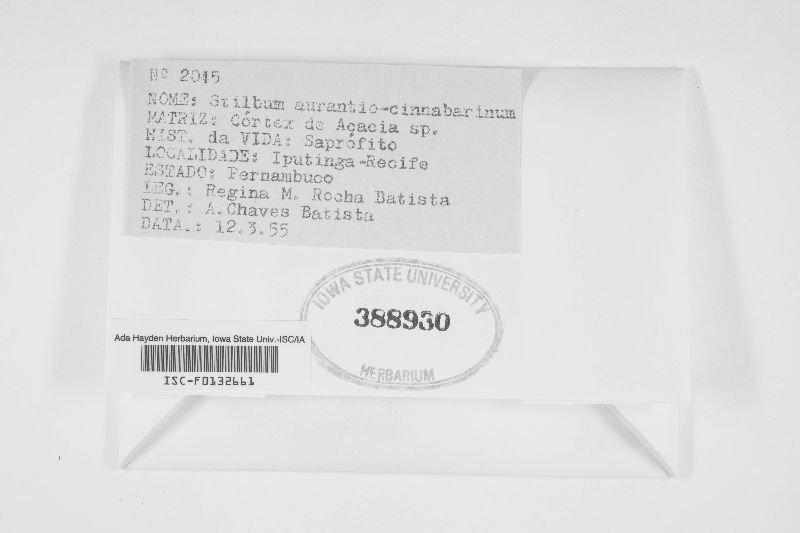 Nº 2045
NOME: Stilbum aurantio-cinnabarinum
MATRIZ: Córtex de Acacia sp.
HIST. da VIDA: Saprófito
LOCALIDADE: Iputinga-Recife
ESTADO: Pernambuco
LEG.: Regina M. Rocha Batista
DET.: A.Chaves Batista
DATA.: 12.3.55
IOWA STATE UNIVERSITY
388930
HERBARIUM
Ada Hayden Herbarium, Iowa State Univ.-ISC/IA
ISC-F0132661